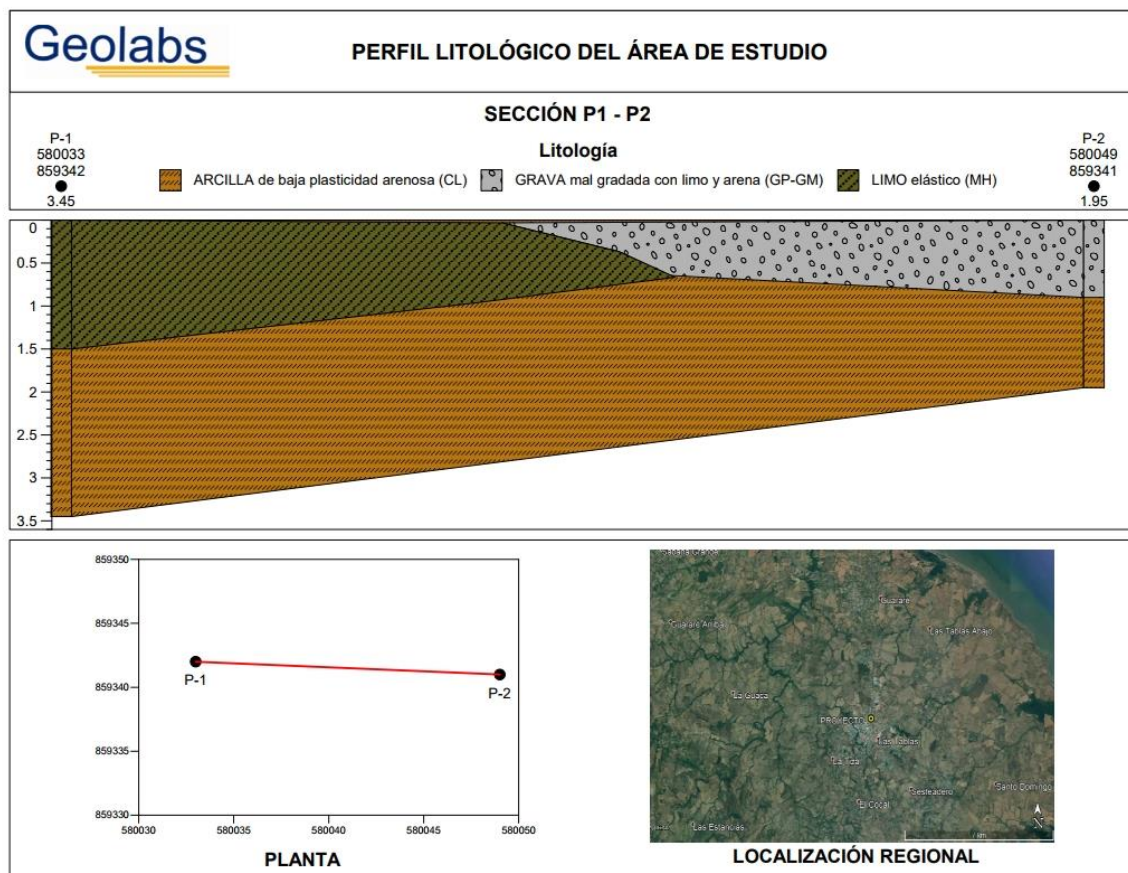 Geolabs
PERFIL LITOLÓGICO DEL ÁREA DE ESTUDIO
SECCIÓN P1 - P2
P-1
580033
859342
3.45
Litología
ARCILLA de baja plasticidad arenosa (CL)
GRAVA mal gradada con limo y arena (GP-GM)
LIMO elástico (MH)
P-2
580049
859341
1.95
0
0.5
1
1.5
2
2.5
3
3.5
859350
859345
859340
859335
859330
P-1
P-2
580030
580035
580040
580045
580050
PLANTA
Guararé
Guararé Arriba
Las Tablas Abajo
La Guaca
PROYECTO
Las Tablas
La Tiza
El Cocal
Sesteadero
Santo Domingo
Las Estancias
N
LOCALIZACIÓN REGIONAL